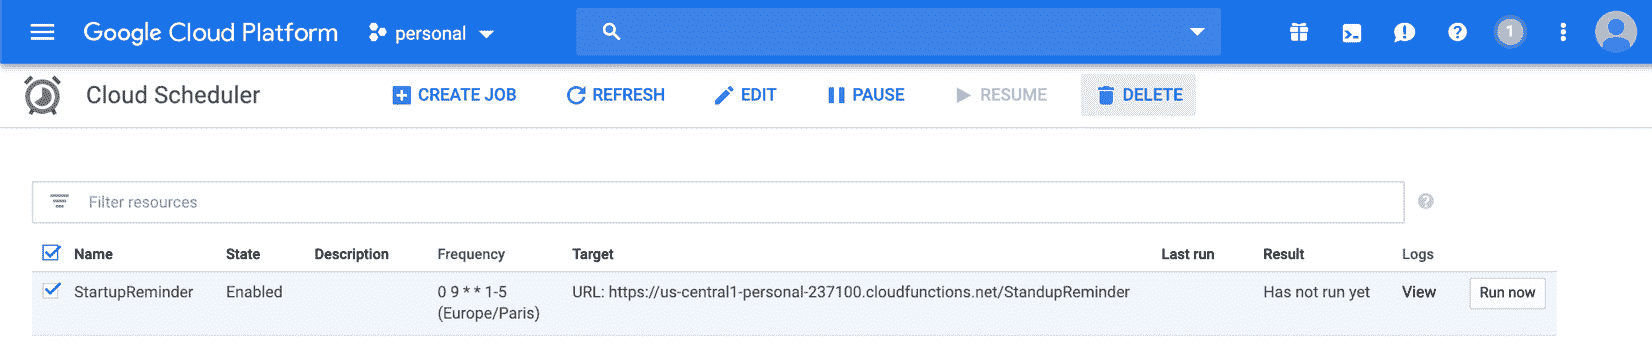 Google Cloud Platform personal 1
Cloud Scheduler CREATE JOB REFRESH EDIT PAUSE RESUME DELETE
Filter resources
Name State Description Frequency Target Last run Result Logs
StartupReminder Enabled 0 9 * * 1-5 URL: https://us-central1-personal-237100.cloudfunctions.net/StandupReminder Has not run yet View Run now
(Europe/Paris)